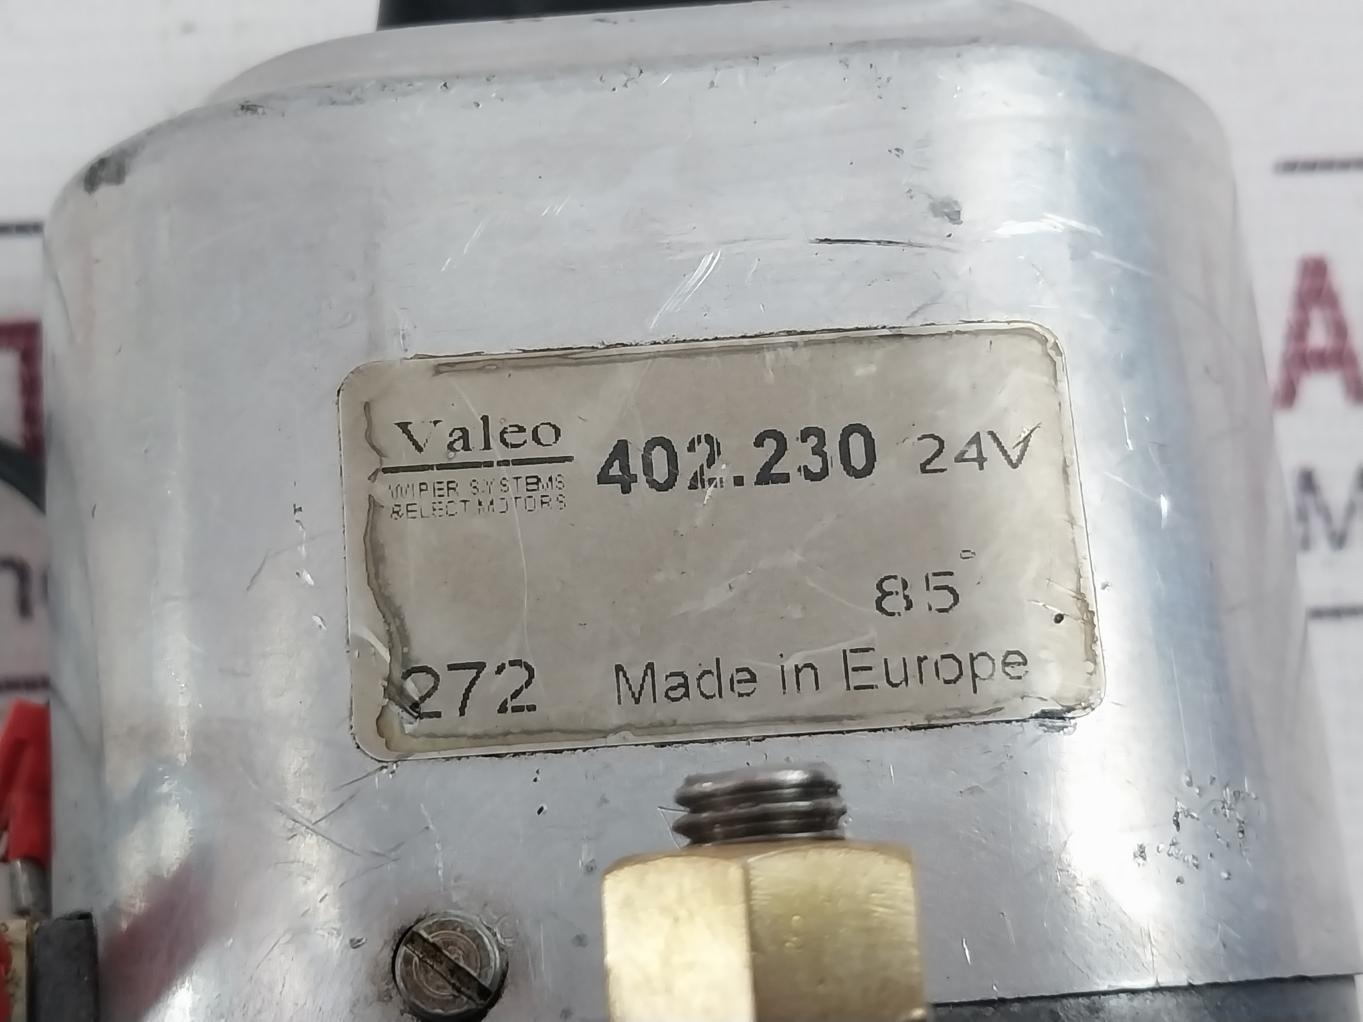 Valeo 402.230 24V
WIPER SYSTEMS
&ELECT MOTORS
85°
272 Made in Europe
A
M